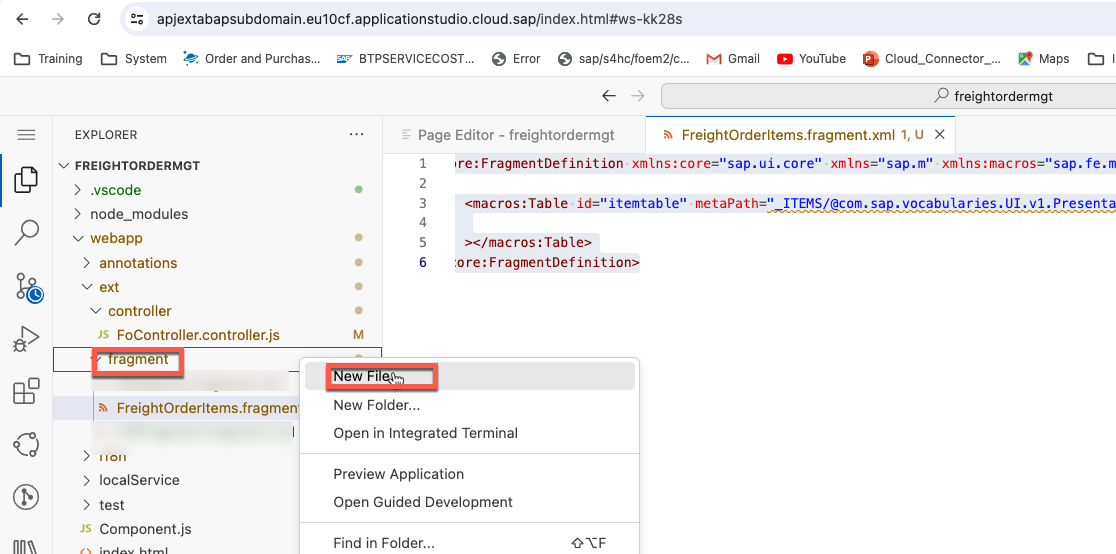 apjextabapsubdomain.eu10cf.applicationstudio.cloud.sap/index.html#ws-kk28s
Training System Order and Purchas... SAP BTPSERVICECOST... Error sap/s4hc/foem2/c... Gmail YouTube Cloud_Connector_... Maps
freightordermgt
EXPLORER ...
Page Editor - freightordermgt FreightOrderItems.fragment.xml 1, U
FREIGHTORDERMGT
.vscode
node_modules
webapp
annotations
ext
controller
JS FoController.controller.js M
fragment
FreightOrderItems.fragment
i18n
localService
test
JS Component.js
index.html
1 ore:FragmentDefinition xmlns:core="sap.ui.core" xmlns="sap.m" xmlns:macros="sap.fe.m
2
3 <macros:Table id="itemtable" metaPath="_ITEMS/@com.sap.vocabularies.UI.v1.Presenta
4
5 ></macros:Table>
6 core:FragmentDefinition>
New File
New Folder...
Open in Integrated Terminal
Preview Application
Open Guided Development
Find in Folder... ⇧⌥F